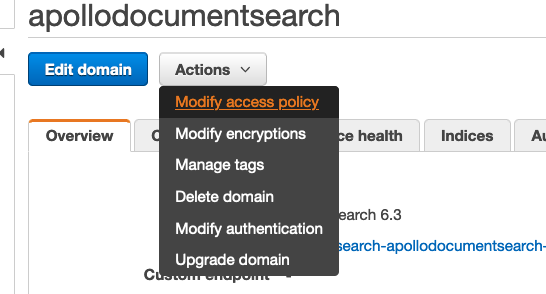 apollodocumentsearch
Edit domain
Actions
Modify access policy
Modify encryptions
Manage tags
Delete domain
Modify authentication
Upgrade domain
Overview
C
ce health
Indices
Au
search 6.3
search-apollodocumentsearch-
Custom endpoint -